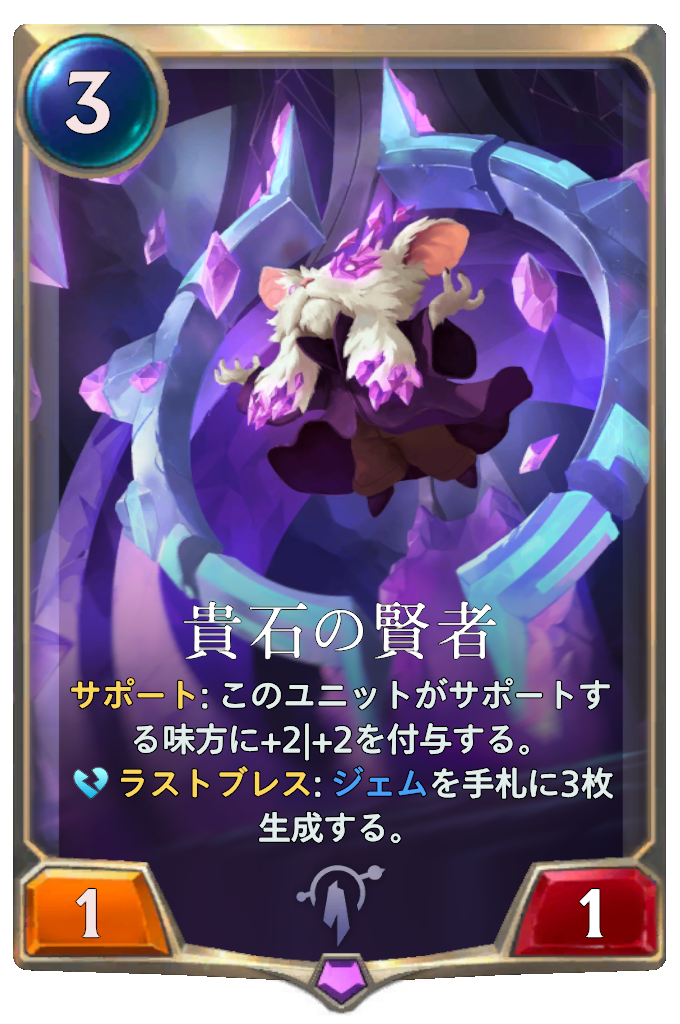 3
貴石の賢者
サポート: このユニットがサポートす
る味方に+2|+2を付与する。
ラストブレス: ジェムを手札に3枚
生成する。
1
1